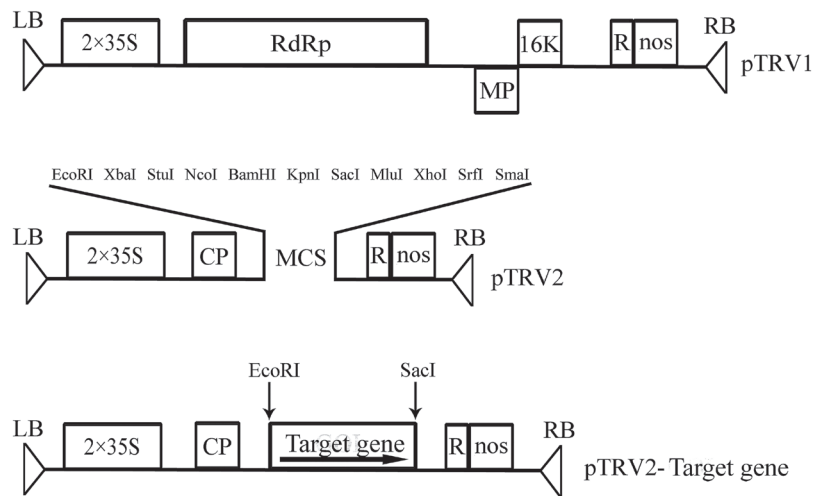 LB 2×35S RdRp 16K R nos RB pTRV1
MP
EcoRI XbaI StuI NcoI BamHI KpnI SacI MluI XhoI SrfI SmaI
LB 2×35S CP MCS R nos RB pTRV2
EcoRI SacI
LB 2×35S CP Target gene R nos RB pTRV2-Target gene